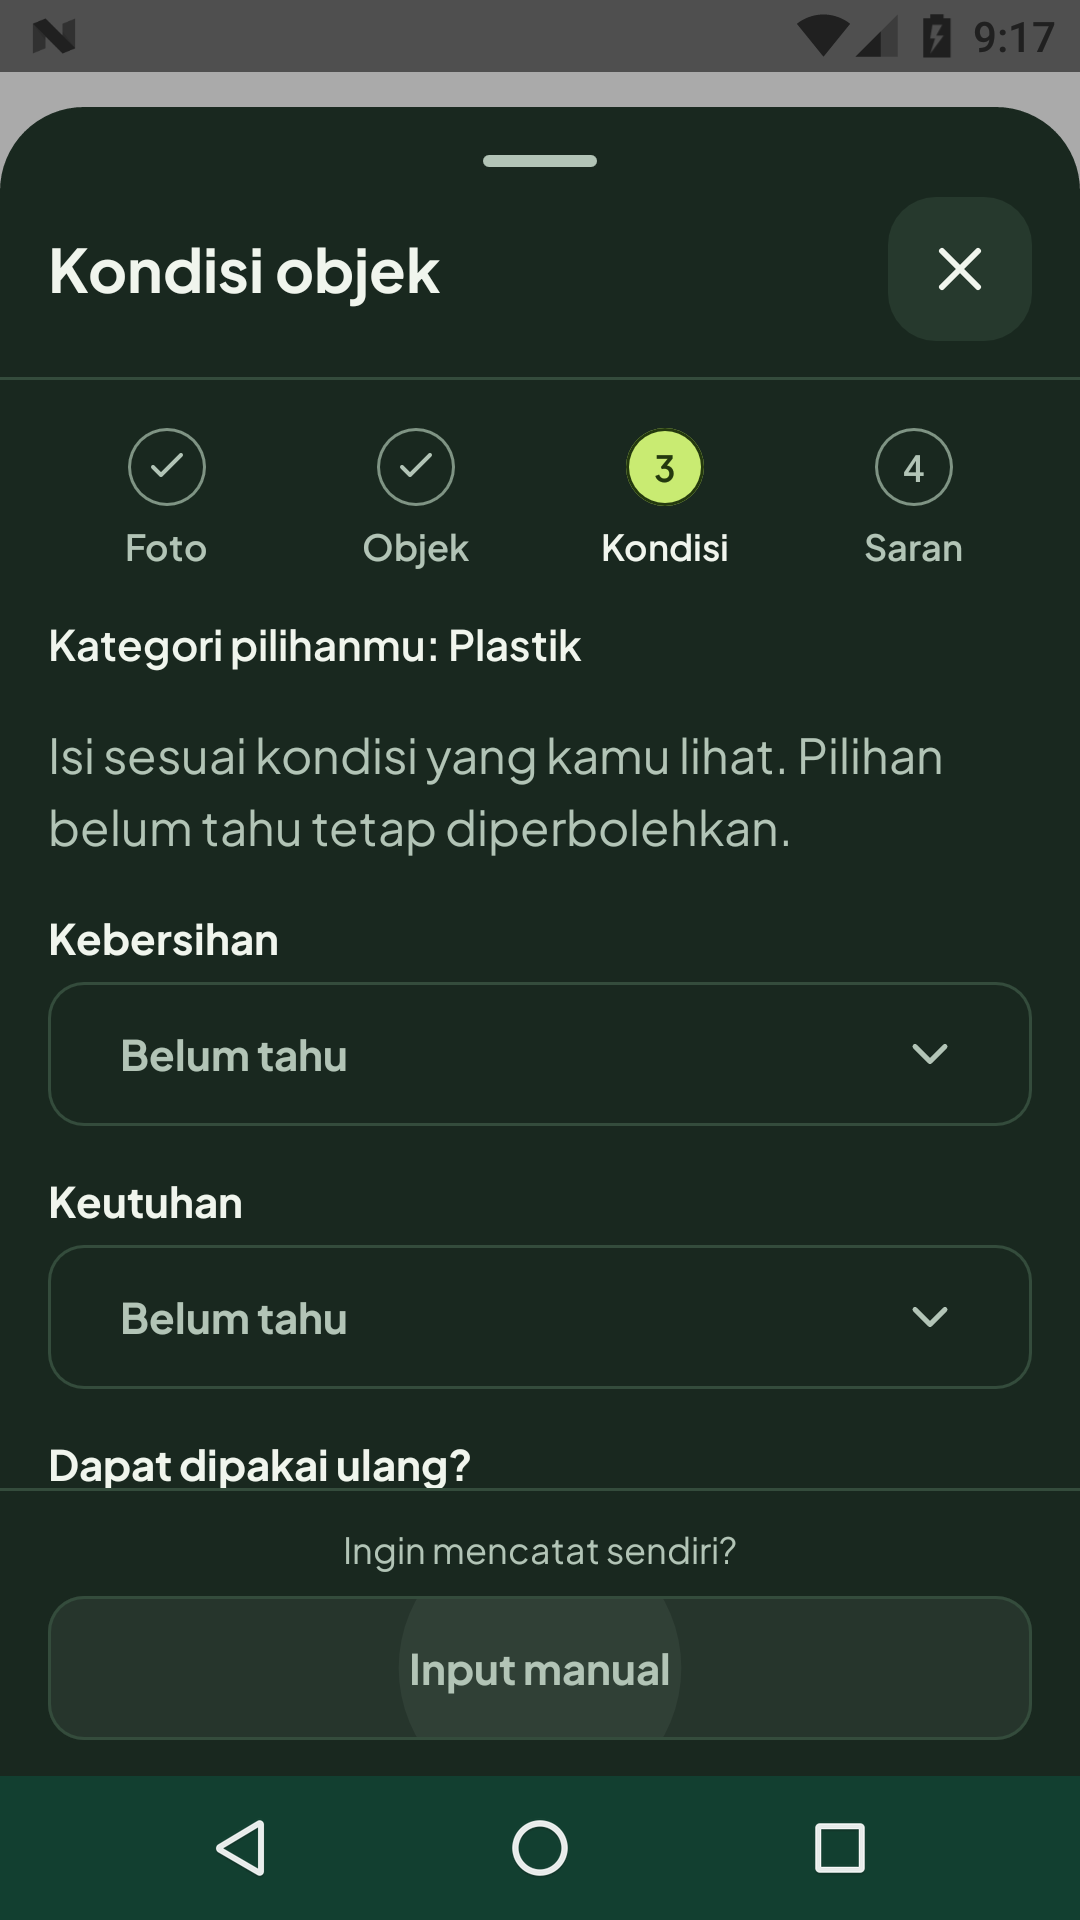 9:17
Kondisi objek
3
4
Foto
Objek
Kondisi
Saran
Kategori pilihanmu: Plastik
Isi sesuai kondisi yang kamu lihat. Pilihan
belum tahu tetap diperbolehkan.
Kebersihan
Belum tahu
Keutuhan
Belum tahu
Dapat dipakai ulang?
Ingin mencatat sendiri?
Input manual